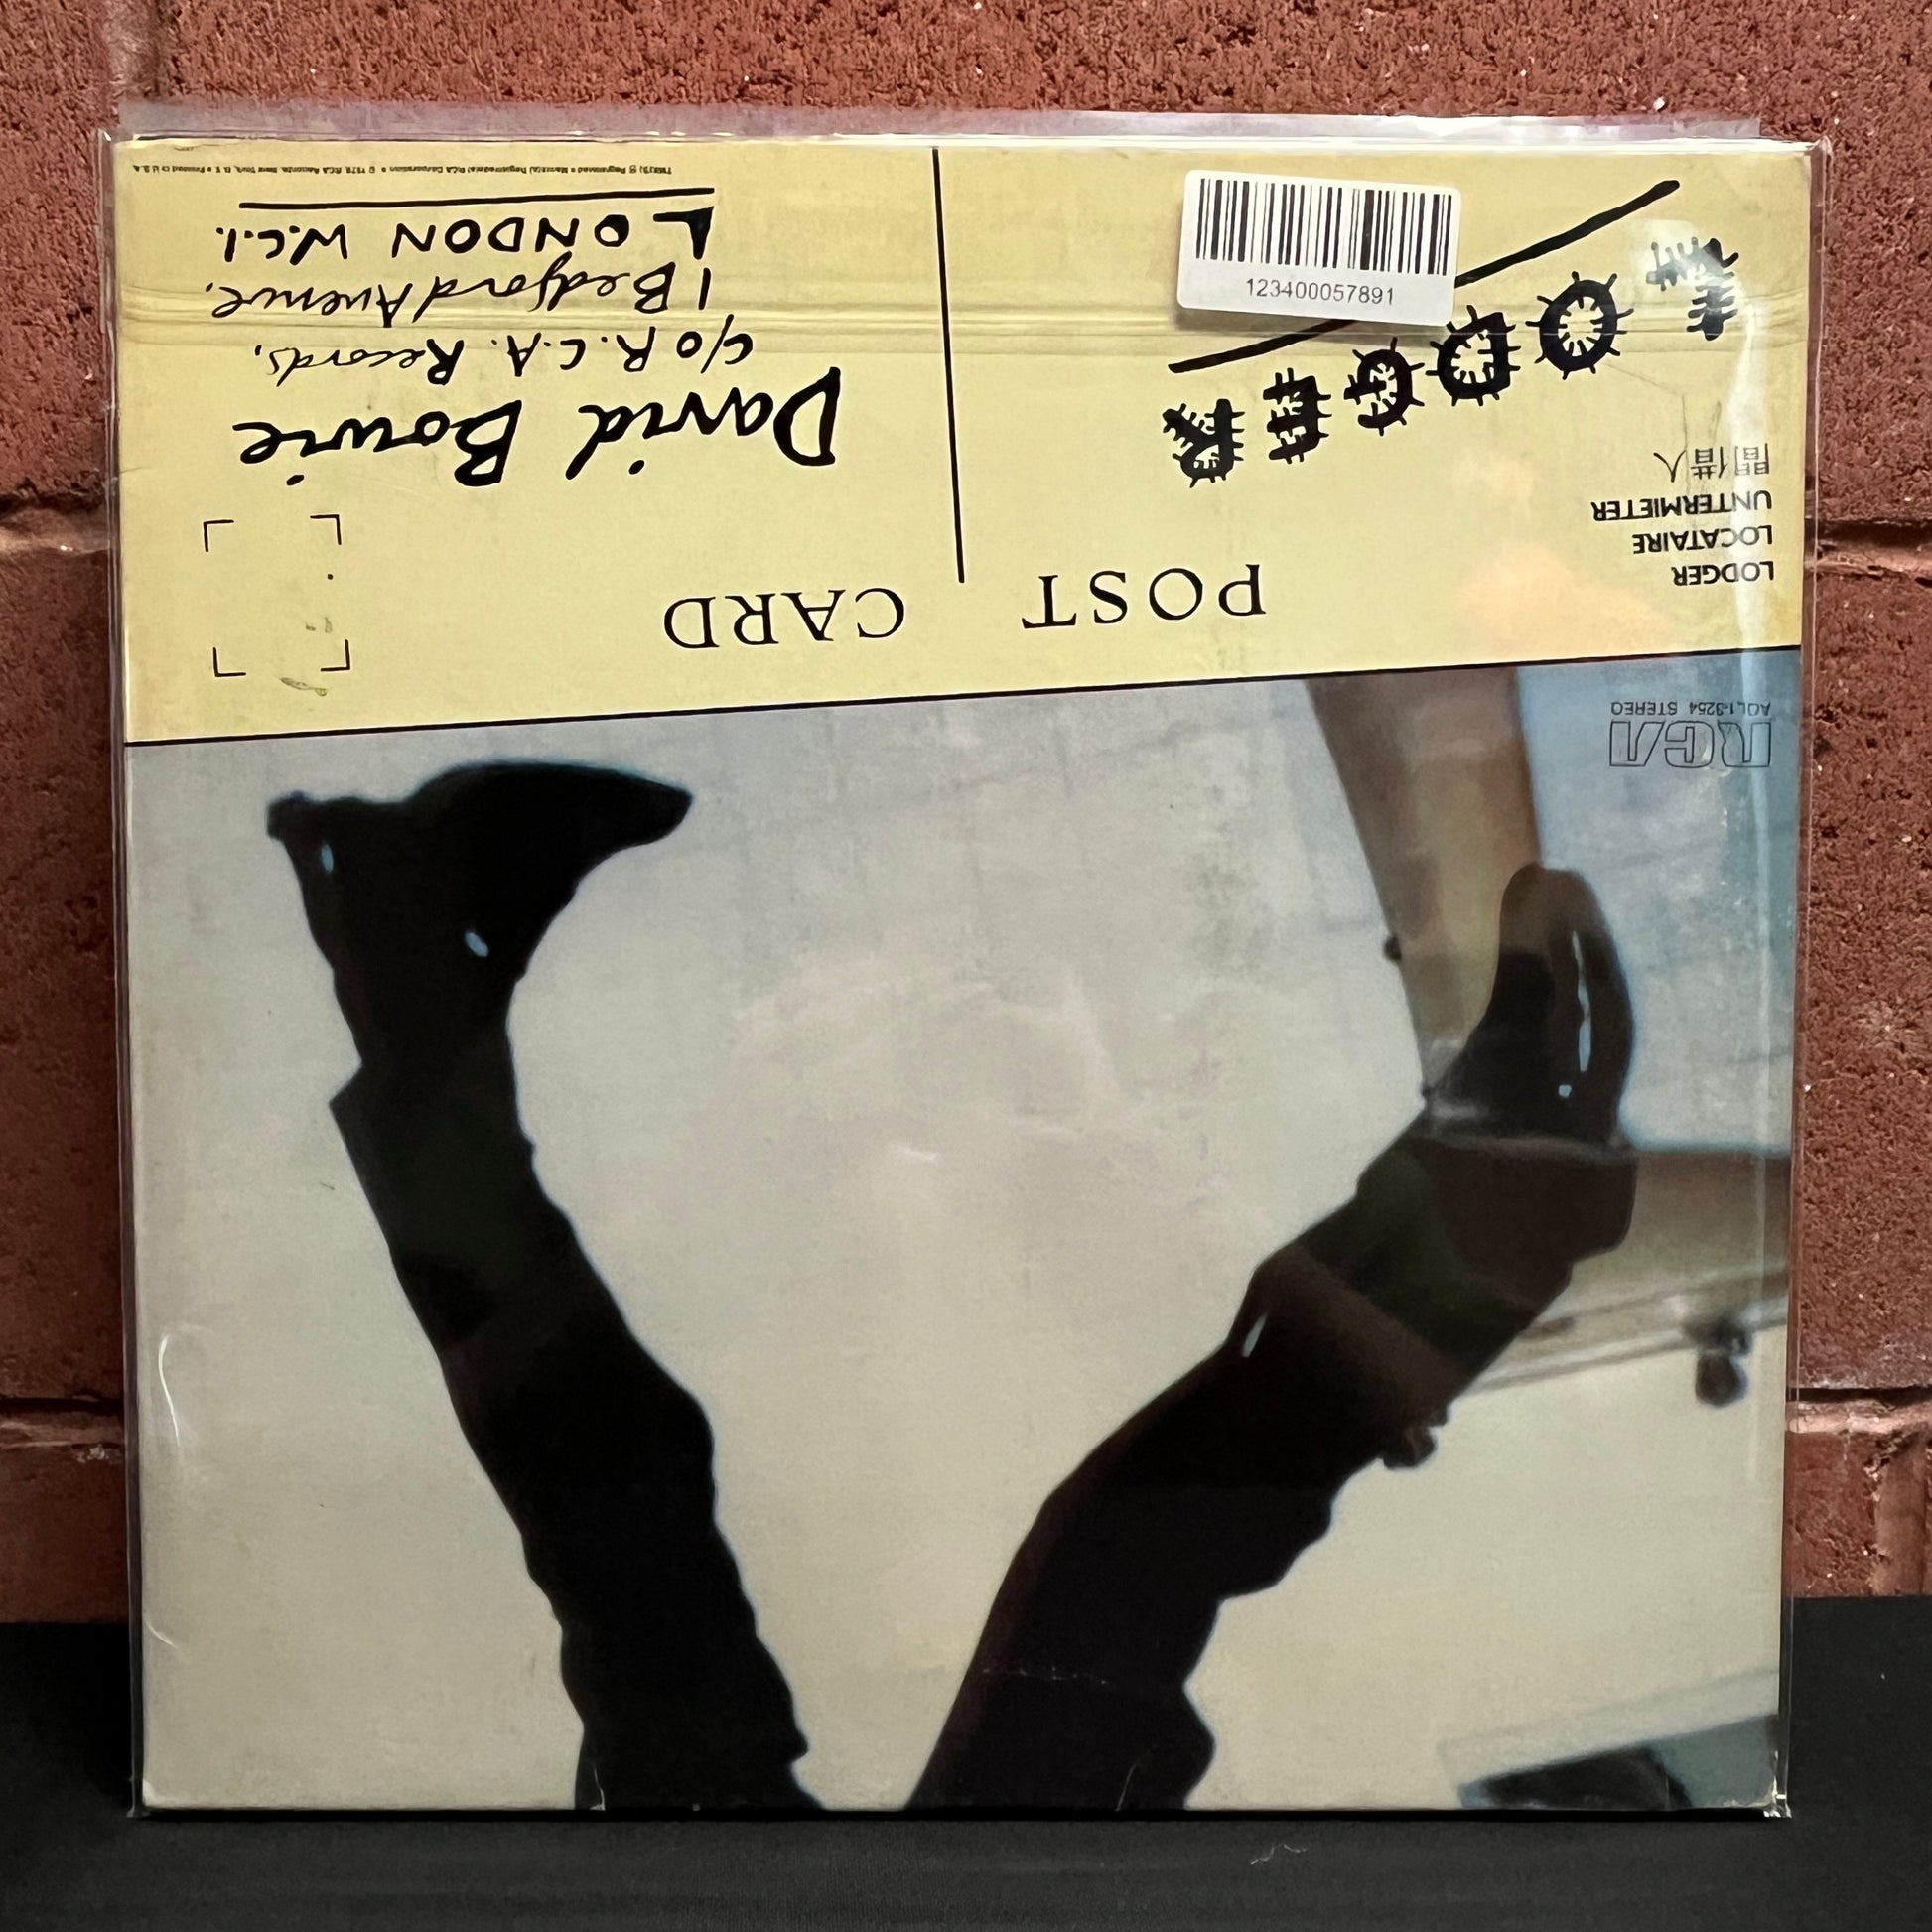 RCA
AQL1-3254 STEREO
POST CARD
LODGER
LOCATAIRE
UNTERMIETER
間借人
LODGER
David Bowie
c/o R.C.A. Records,
1 Bedford Avenue,
LONDON W.C.1.
123400057891